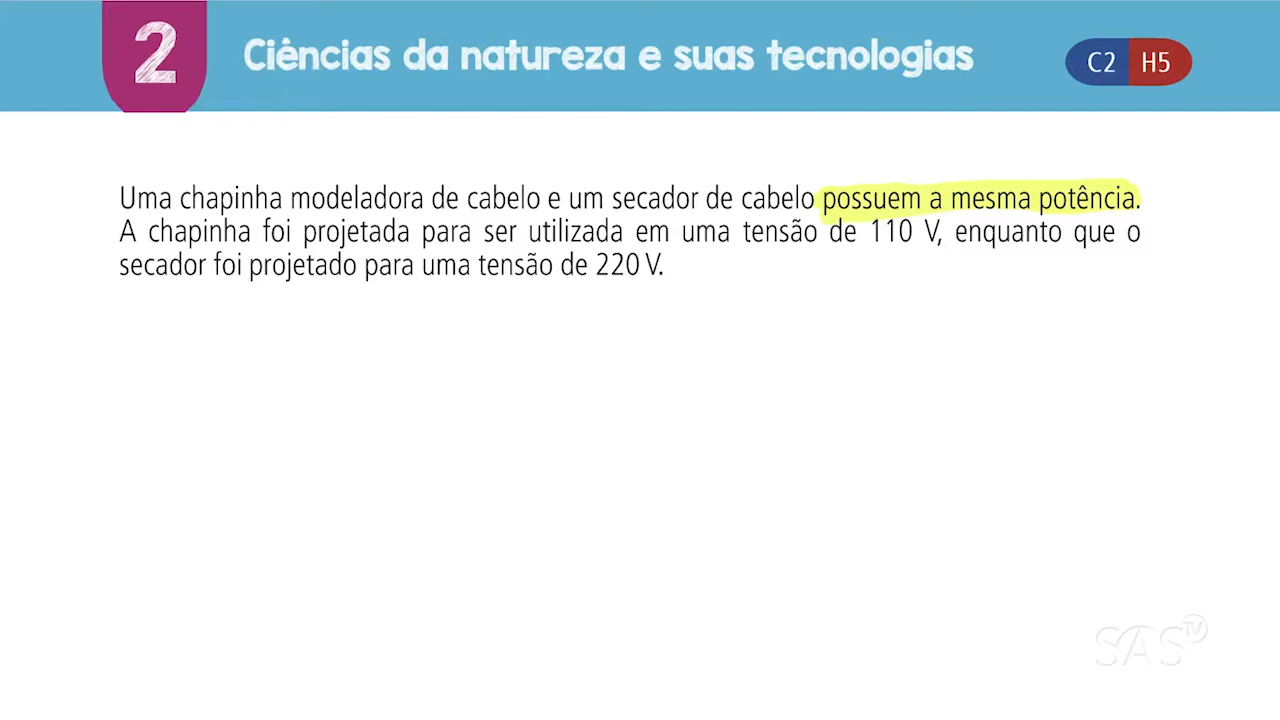 2
Ciências da natureza e suas tecnologias
C2 H5
Uma chapinha modeladora de cabelo e um secador de cabelo possuem a mesma potência.
A chapinha foi projetada para ser utilizada em uma tensão de 110 V, enquanto que o
secador foi projetado para uma tensão de 220 V.
SAS TV